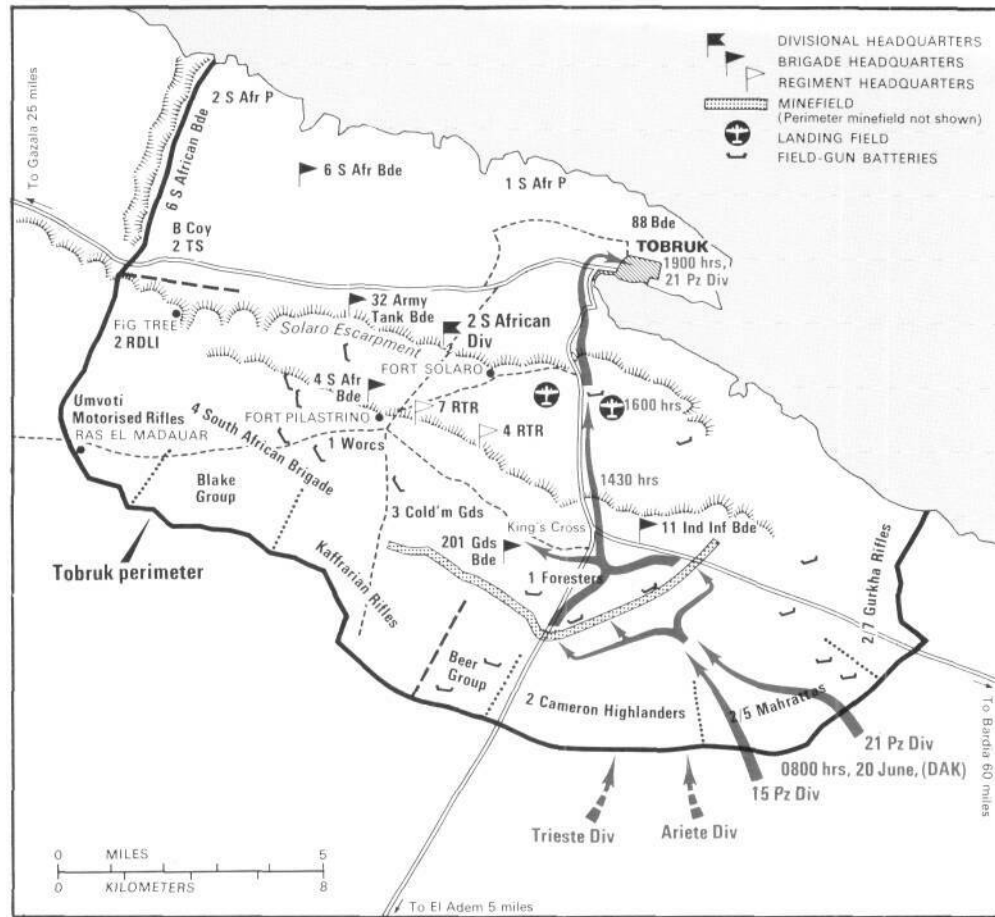 DIVISIONAL HEADQUARTERS
BRIGADE HEADQUARTERS
REGIMENT HEADQUARTERS
MINEFIELD
(Perimeter minefield not shown)
LANDING FIELD
FIELD-GUN BATTERIES
To Gazala 25 miles
6 S African Bde
2 S Afr P
6 S Afr Bde
1 S Afr P
B Coy
2 TS
88 Bde
TOBRUK
1900 hrs,
21 Pz Div
32 Army
Tank Bde
FIG TREE
2 RDLI
Solaro Escarpment
2 S African
Div
FORT SOLARO
4 S Afr
Bde
Umvoti
Motorised Rifles
RAS EL MADAUAR
FORT PILASTRINO
7 RTR
4 RTR
1600 hrs
4 South African Brigade
1 Worcs
Blake
Group
1430 hrs
3 Cold'm Gds
King's Cross
11 Ind Inf Bde
201 Gds
Bde
1 Foresters
Tobruk perimeter
Kaffrarian Rifles
2/7 Gurkha Rifles
Beer
Group
2 Cameron Highlanders
2/5 Mahrattas
To Bardia 60 miles
21 Pz Div
0800 hrs, 20 June, (DAK)
15 Pz Div
Trieste Div
Ariete Div
0 MILES 5
0 KILOMETERS 8
To El Adem 5 miles